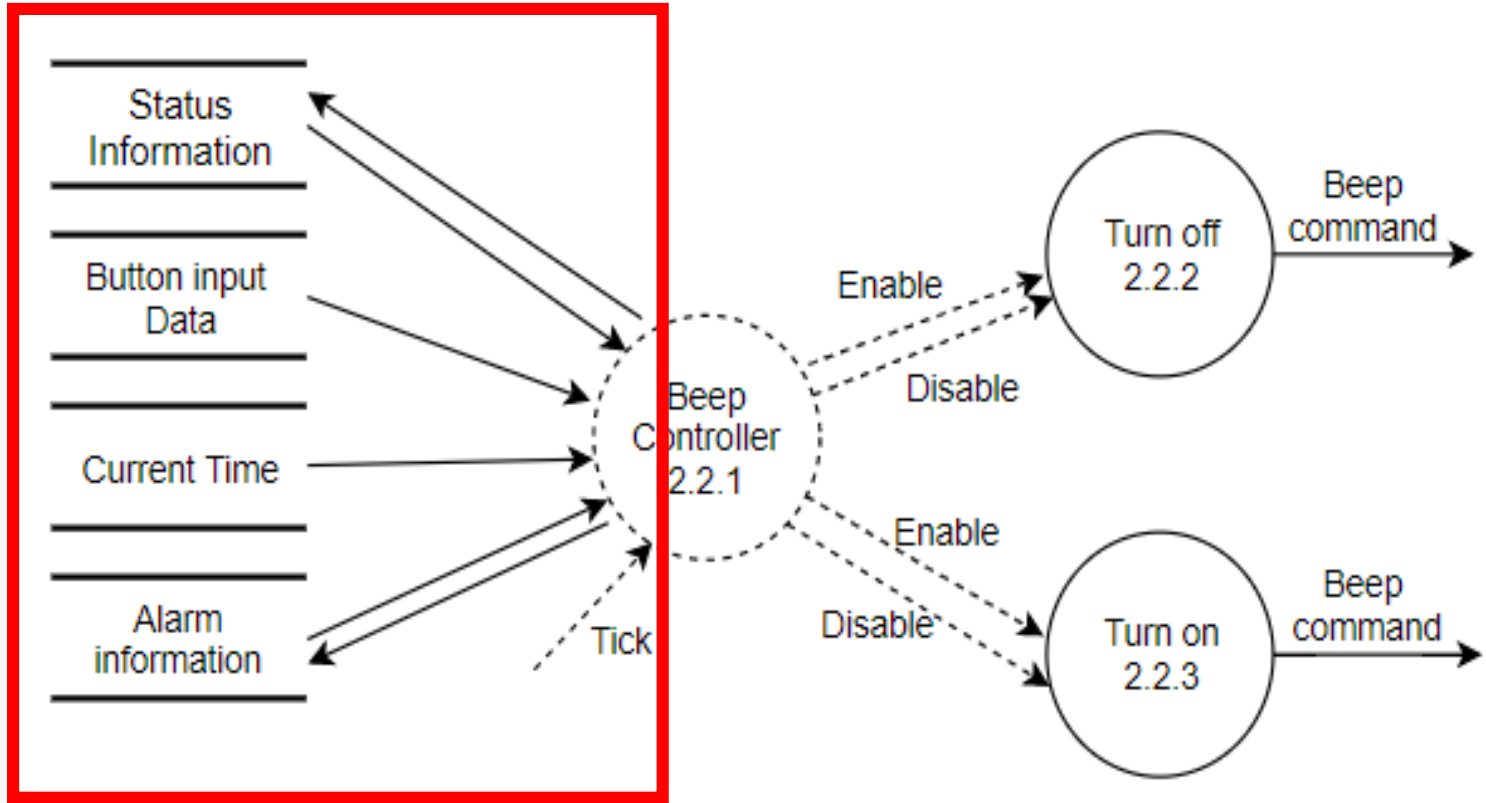 Status
Information
Button input
Data
Current Time
Alarm
information
Tick
Beep
Controller
2.2.1
Enable
Disable
Enable
Disable
Turn off
2.2.2
Beep
command
Turn on
2.2.3
Beep
command